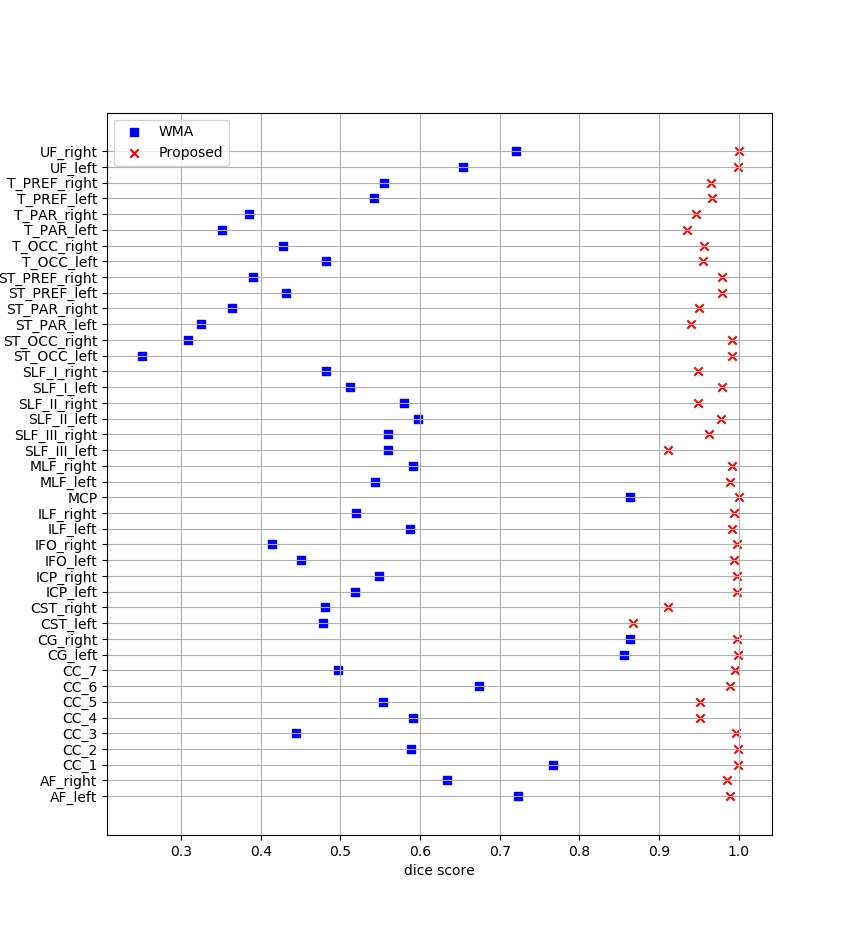 WMA
Proposed
UF_right
UF_left
T_PREF_right
T_PREF_left
T_PAR_right
T_PAR_left
T_OCC_right
T_OCC_left
ST_PREF_right
ST_PREF_left
ST_PAR_right
ST_PAR_left
ST_OCC_right
ST_OCC_left
SLF_I_right
SLF_I_left
SLF_II_right
SLF_II_left
SLF_III_right
SLF_III_left
MLF_right
MLF_left
MCP
ILF_right
ILF_left
IFO_right
IFO_left
ICP_right
ICP_left
CST_right
CST_left
CG_right
CG_left
CC_7
CC_6
CC_5
CC_4
CC_3
CC_2
CC_1
AF_right
AF_left
0.3 0.4 0.5 0.6 0.7 0.8 0.9 1.0
dice score